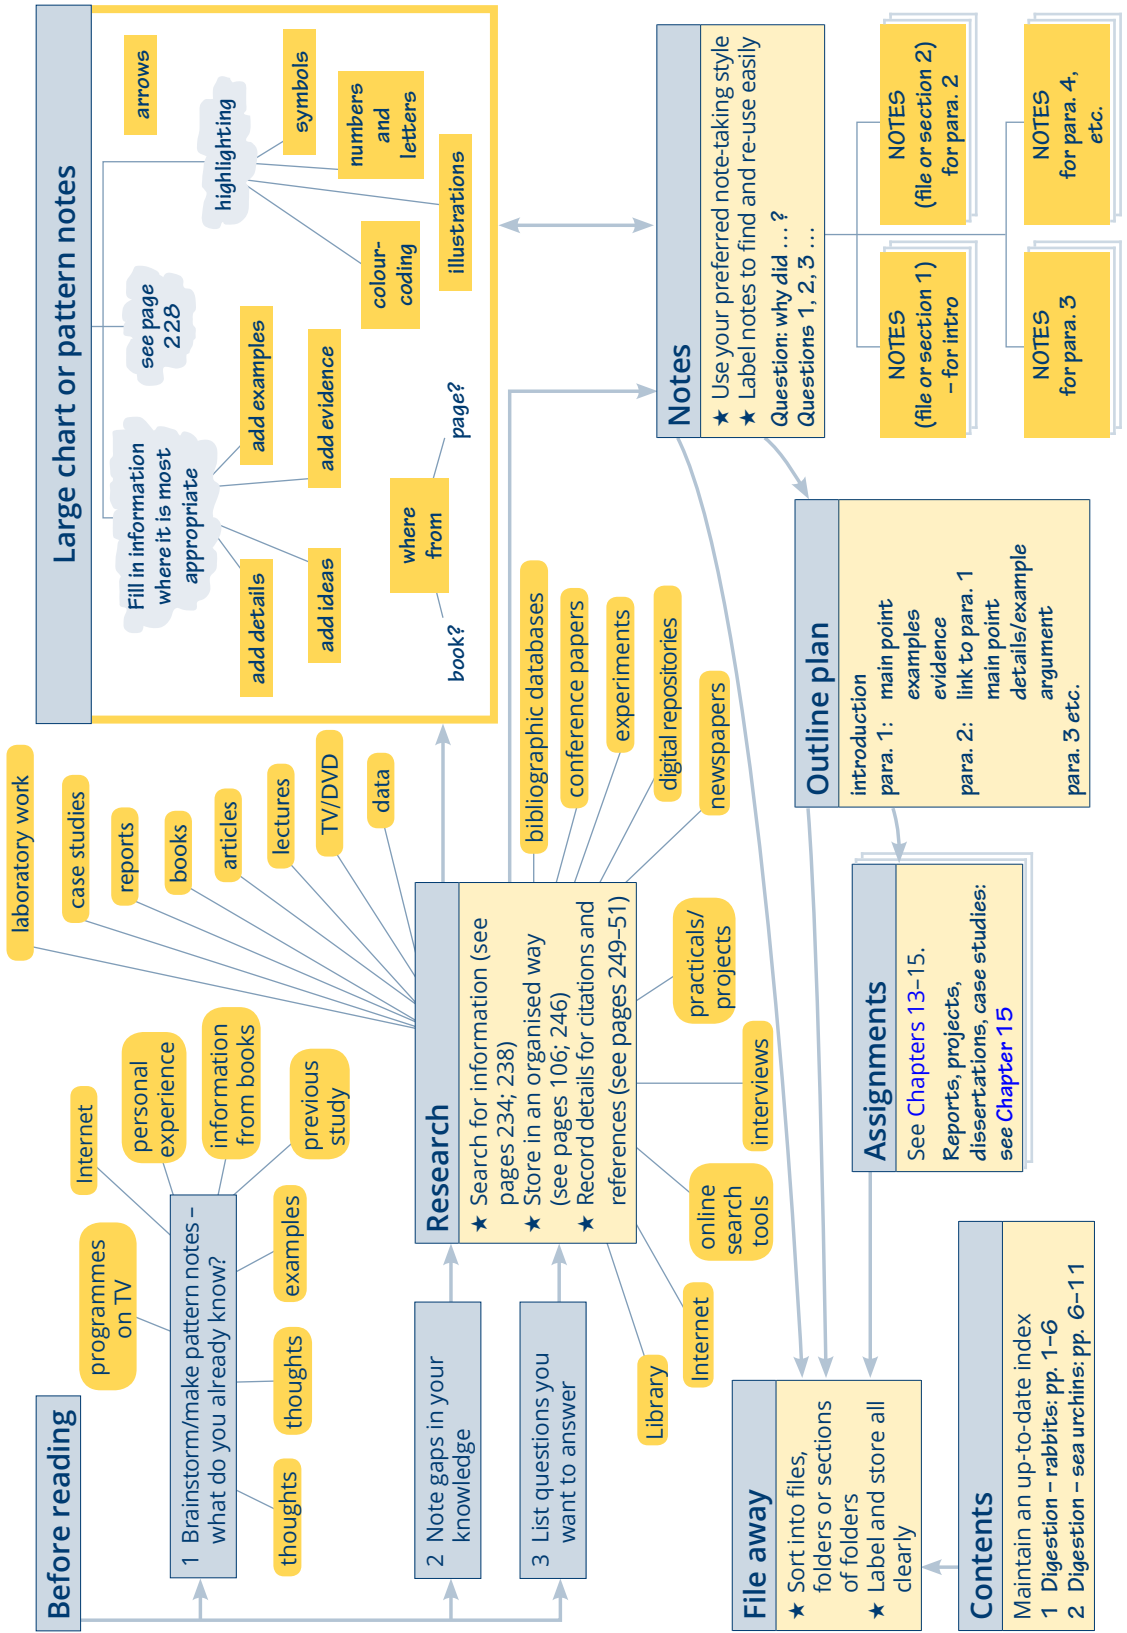 Before reading
1 Brainstorm/make pattern notes –
what do you already know?
programmes
on TV
Internet
personal
experience
information
from books
previous
study
examples
thoughts
thoughts
2 Note gaps in your
knowledge
3 List questions you
want to answer
Research
★ Search for information (see
pages 234; 238)
★ Store in an organised way
(see pages 106; 246)
★ Record details for citations and
references (see pages 249–51)
laboratory work
case studies
reports
books
articles
lectures
TV/DVD
data
bibliographic databases
conference papers
experiments
digital repositories
newspapers
practicals/
projects
interviews
online
search
tools
Internet
Library
Large chart or pattern notes
Fill in information
where it is most
appropriate
add details
add ideas
add evidence
add examples
see page
228
highlighting
arrows
symbols
numbers
and
letters
illustrations
colour-
coding
where
from
book?
page?
Notes
★ Use your preferred note-taking style
★ Label notes to find and re-use easily
Question: why did ... ?
Questions 1, 2, 3 ...
NOTES
(file or section 1)
– for intro
NOTES
(file or section 2)
for para. 2
NOTES
for para. 3
NOTES
for para. 4,
etc.
Outline plan
introduction
para. 1: main point
examples
evidence
para. 2: link to para. 1
main point
details/example
argument
para. 3 etc.
Assignments
See Chapters 13–15.
Reports, projects,
dissertations, case studies:
see Chapter 15
File away
★ Sort into files,
folders or sections
of folders
★ Label and store all
clearly
Contents
Maintain an up-to-date index
1 Digestion – rabbits: pp. 1–6
2 Digestion – sea urchins: pp. 6–11